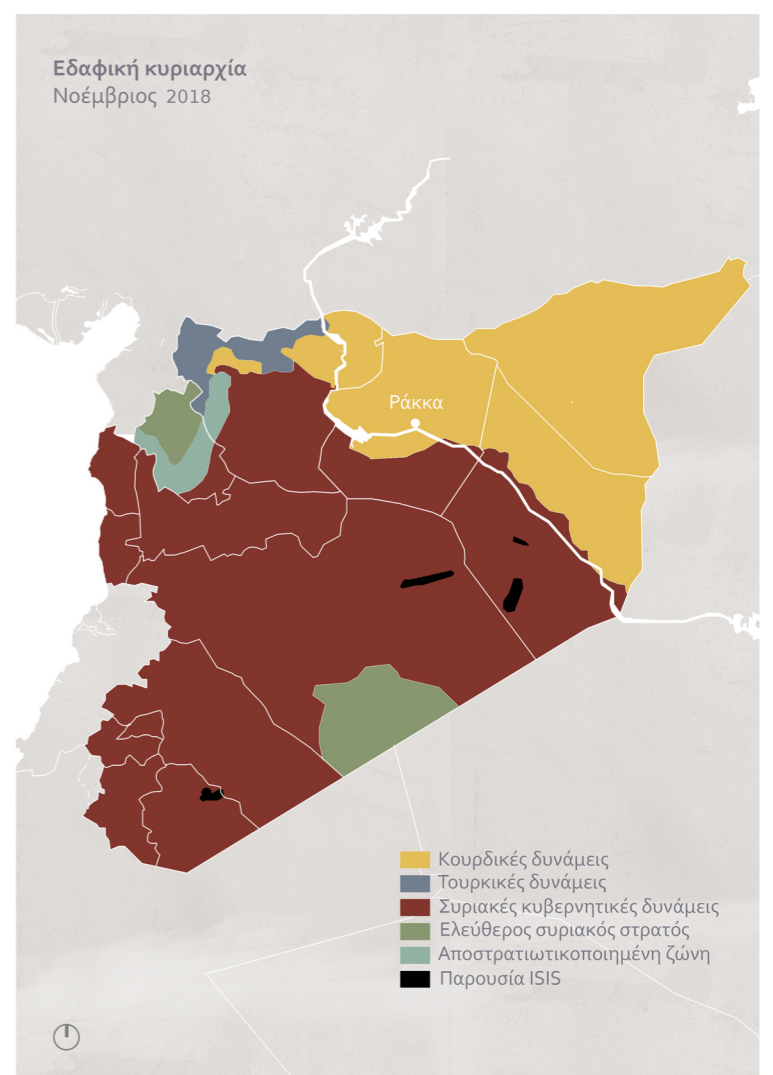 Εδαφική κυριαρχία
Νοέμβριος 2018
Ράκκα
Κουρδικές δυνάμεις
Τουρκικές δυνάμεις
Συριακές κυβερνητικές δυνάμεις
Ελεύθερος συριακός στρατός
Αποστρατιωτικοποιημένη ζώνη
Παρουσία ISIS